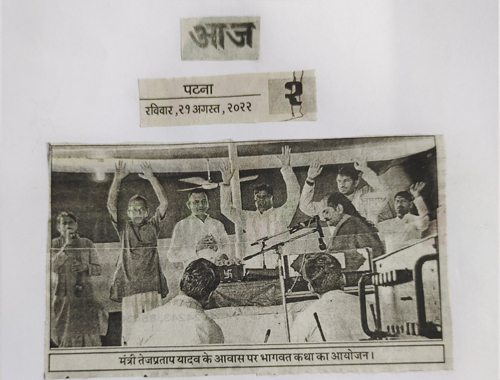 आज
पटना
रविवार, २१ अगस्त, २०२२
२
मंत्री तेजप्रताप यादव के आवास पर भागवत कथा का आयोजन।